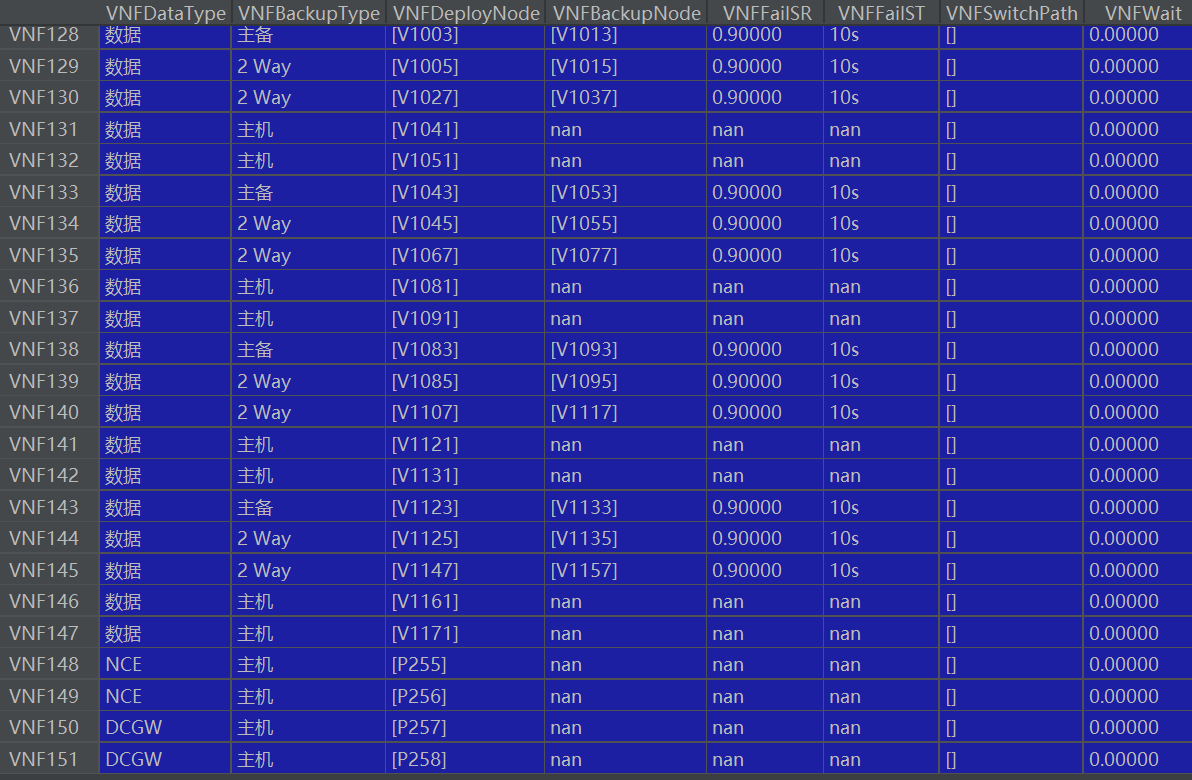 VNFDataType VNFBackupType VNFDeployNode VNFBackupNode VNFFailSR VNFFailST VNFSwitchPath VNFWait
VNF128 数据 主备 [V1003] [V1013] 0.90000 10s [] 0.00000
VNF129 数据 2 Way [V1005] [V1015] 0.90000 10s [] 0.00000
VNF130 数据 2 Way [V1027] [V1037] 0.90000 10s [] 0.00000
VNF131 数据 主机 [V1041] nan nan nan [] 0.00000
VNF132 数据 主机 [V1051] nan nan nan [] 0.00000
VNF133 数据 主备 [V1043] [V1053] 0.90000 10s [] 0.00000
VNF134 数据 2 Way [V1045] [V1055] 0.90000 10s [] 0.00000
VNF135 数据 2 Way [V1067] [V1077] 0.90000 10s [] 0.00000
VNF136 数据 主机 [V1081] nan nan nan [] 0.00000
VNF137 数据 主机 [V1091] nan nan nan [] 0.00000
VNF138 数据 主备 [V1083] [V1093] 0.90000 10s [] 0.00000
VNF139 数据 2 Way [V1085] [V1095] 0.90000 10s [] 0.00000
VNF140 数据 2 Way [V1107] [V1117] 0.90000 10s [] 0.00000
VNF141 数据 主机 [V1121] nan nan nan [] 0.00000
VNF142 数据 主机 [V1131] nan nan nan [] 0.00000
VNF143 数据 主备 [V1123] [V1133] 0.90000 10s [] 0.00000
VNF144 数据 2 Way [V1125] [V1135] 0.90000 10s [] 0.00000
VNF145 数据 2 Way [V1147] [V1157] 0.90000 10s [] 0.00000
VNF146 数据 主机 [V1161] nan nan nan [] 0.00000
VNF147 数据 主机 [V1171] nan nan nan [] 0.00000
VNF148 NCE 主机 [P255] nan nan nan [] 0.00000
VNF149 NCE 主机 [P256] nan nan nan [] 0.00000
VNF150 DCGW 主机 [P257] nan nan nan [] 0.00000
VNF151 DCGW 主机 [P258] nan nan nan [] 0.00000